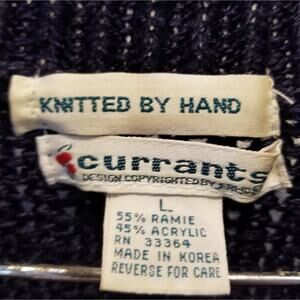 KNITTED BY HAND
currants
DESIGN COPYRIGHTED BY
L
55% RAMIE
45% ACRYLIC
RN 33364
MADE IN KOREA
REVERSE FOR CARE